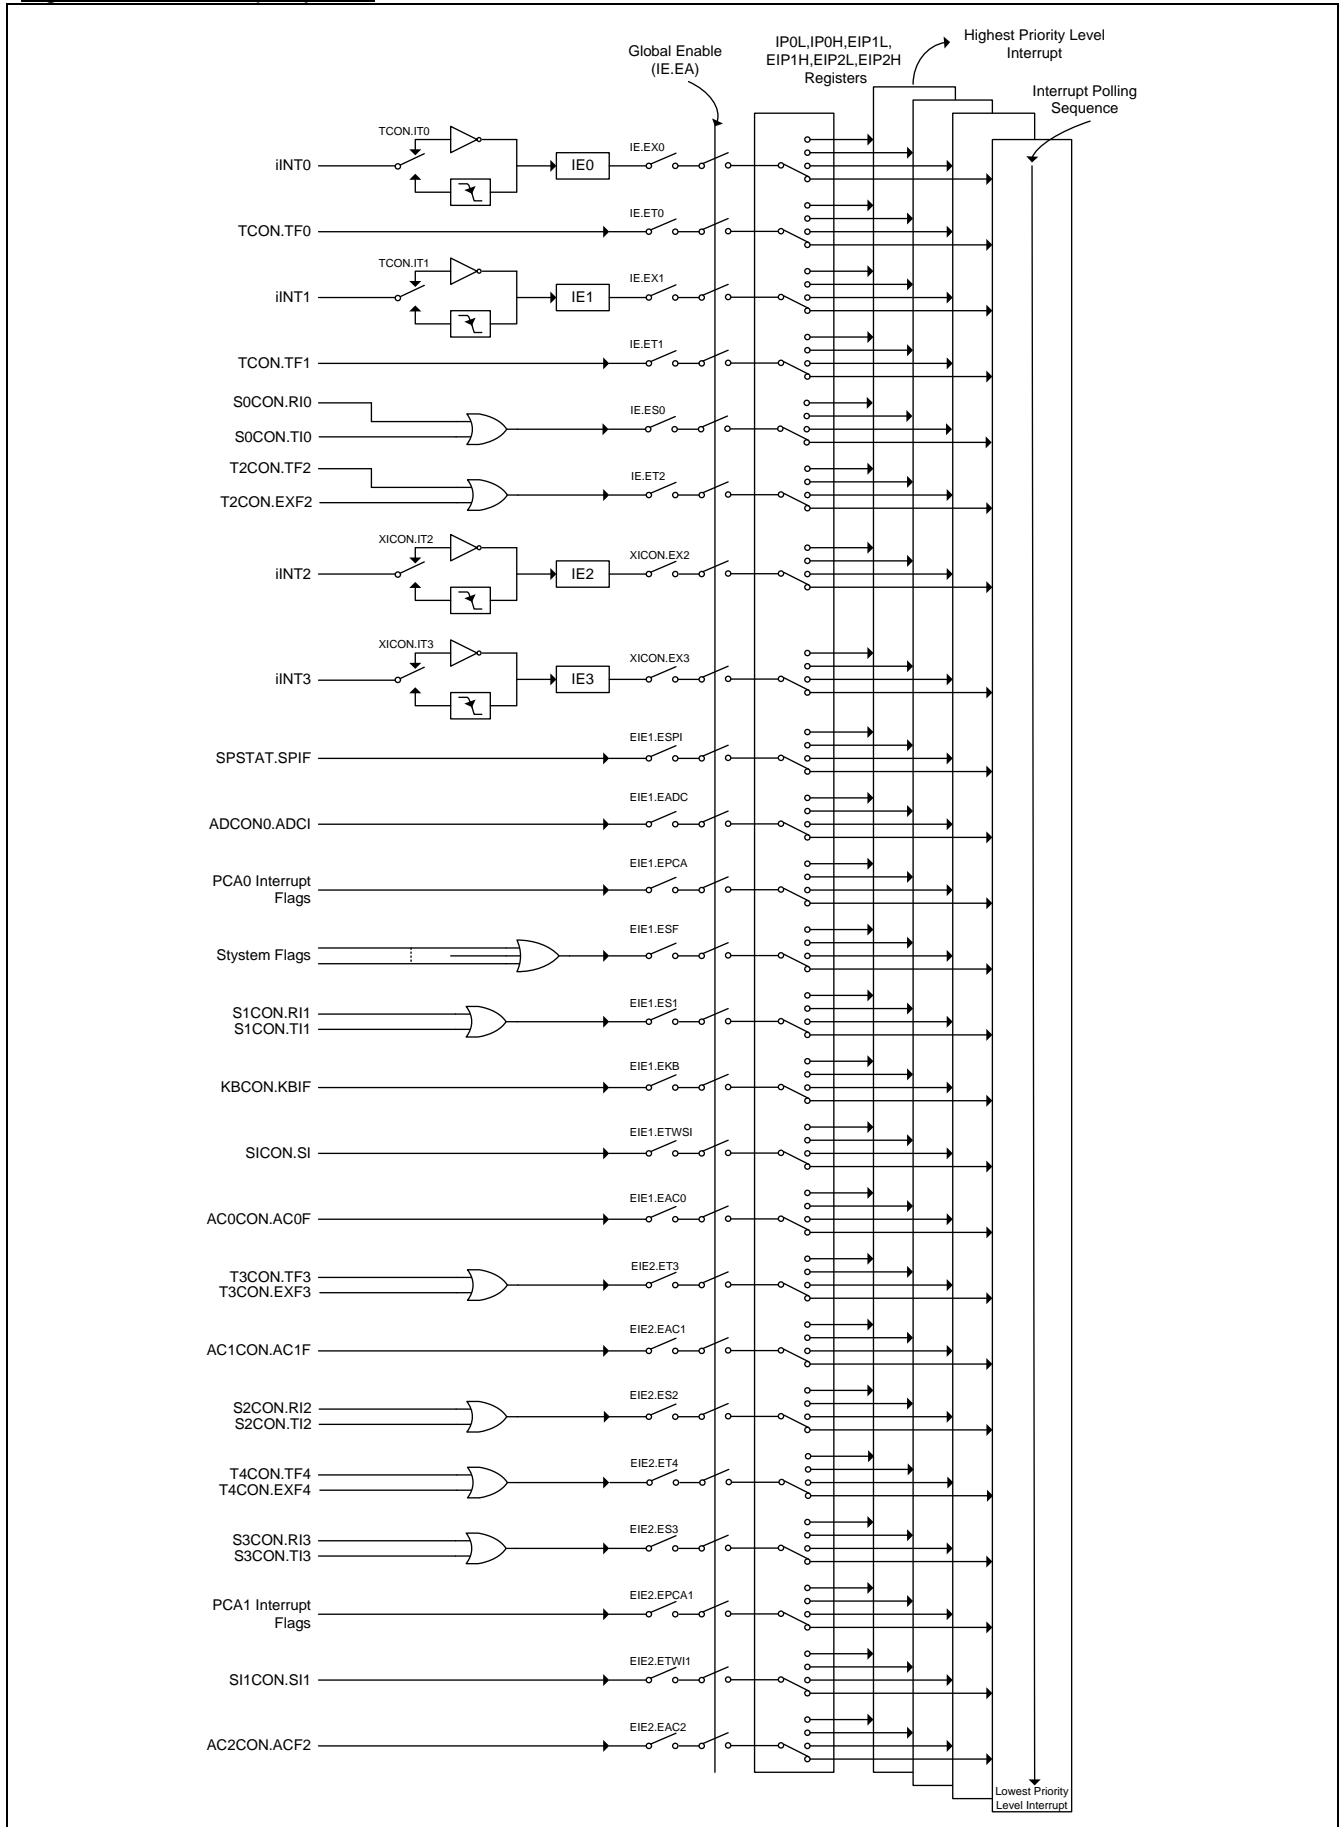 Global Enable
(IE.EA)
IP0L,IP0H,EIP1L,
EIP1H,EIP2L,EIP2H
Registers
Highest Priority Level
Interrupt
Interrupt Polling
Sequence
TCON.IT0
iINT0
IE0
IE.EX0
TCON.TF0
IE.ET0
TCON.IT1
iINT1
IE1
IE.EX1
TCON.TF1
IE.ET1
S0CON.RI0
S0CON.TI0
IE.ES0
T2CON.TF2
T2CON.EXF2
IE.ET2
XICON.IT2
iINT2
IE2
XICON.EX2
XICON.IT3
iINT3
IE3
XICON.EX3
SPSTAT.SPIF
EIE1.ESPI
ADCON0.ADCI
EIE1.EADC
PCA0 Interrupt
Flags
EIE1.EPCA
Stystem Flags
EIE1.ESF
S1CON.RI1
S1CON.TI1
EIE1.ES1
KBCON.KBIF
EIE1.EKB
SICON.SI
EIE1.ETWSI
AC0CON.AC0F
EIE1.EAC0
T3CON.TF3
T3CON.EXF3
EIE2.ET3
AC1CON.AC1F
EIE2.EAC1
S2CON.RI2
S2CON.TI2
EIE2.ES2
T4CON.TF4
T4CON.EXF4
EIE2.ET4
S3CON.RI3
S3CON.TI3
EIE2.ES3
PCA1 Interrupt
Flags
EIE2.EPCA1
SI1CON.SI1
EIE2.ETWI1
AC2CON.ACF2
EIE2.EAC2
Lowest Priority
Level Interrupt